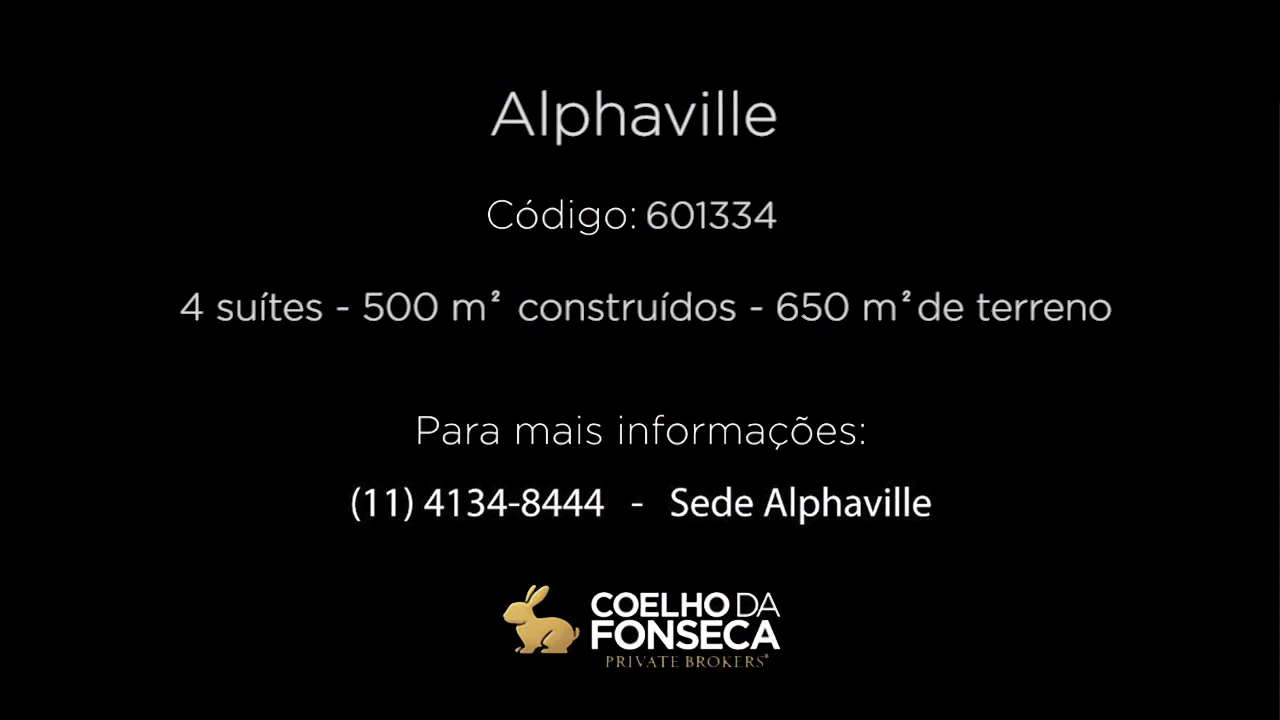 Alphaville
Código: 601334
4 suítes - 500 m² construídos - 650 m² de terreno
Para mais informações:
(11) 4134-8444 - Sede Alphaville
COELHO DA
FONSECA
PRIVATE BROKERS®